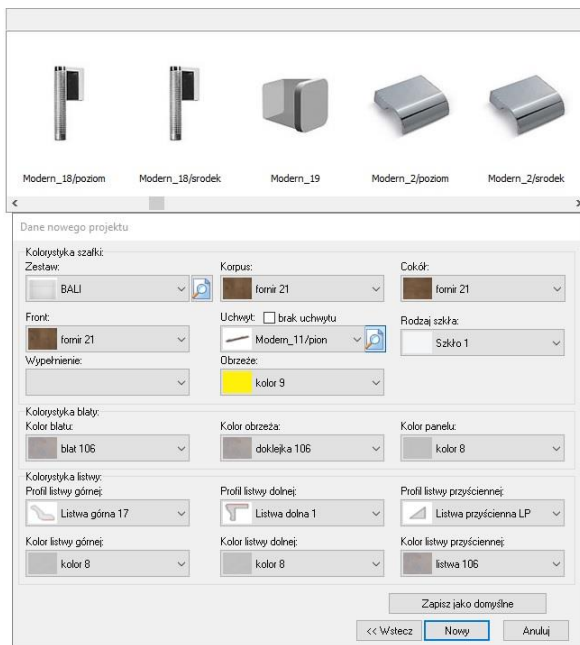 Modern_18/poziom Modern_18/srodek Modern_19 Modern_2/poziom Modern_2/srodek
Dane nowego projektu
Kolorystyka szafki:
Zestaw: Korpus: Cokół:
BALI fornir 21 fornir 21
Front: Uchwyt: brak uchwytu Rodzaj szkła:
fornir 21 Modern_11/pion Szkło 1
Wypełnienie: Obrzeże:
kolor 9
Kolorystyka blaty:
Kolor blatu: Kolor obrzeża: Kolor panelu:
blat 106 doklejka 106 kolor 8
Kolorystyka listwy:
Profil listwy górnej: Profil listwy dolnej: Profil listwy przyściennej:
Listwa górna 17 Listwa dolna 1 Listwa przyścienna LP
Kolor listwy górnej: Kolor listwy dolnej: Kolor listwy przyściennej:
kolor 8 kolor 8 listwa 106
Zapisz jako domyślne
<< Wstecz Nowy Anuluj